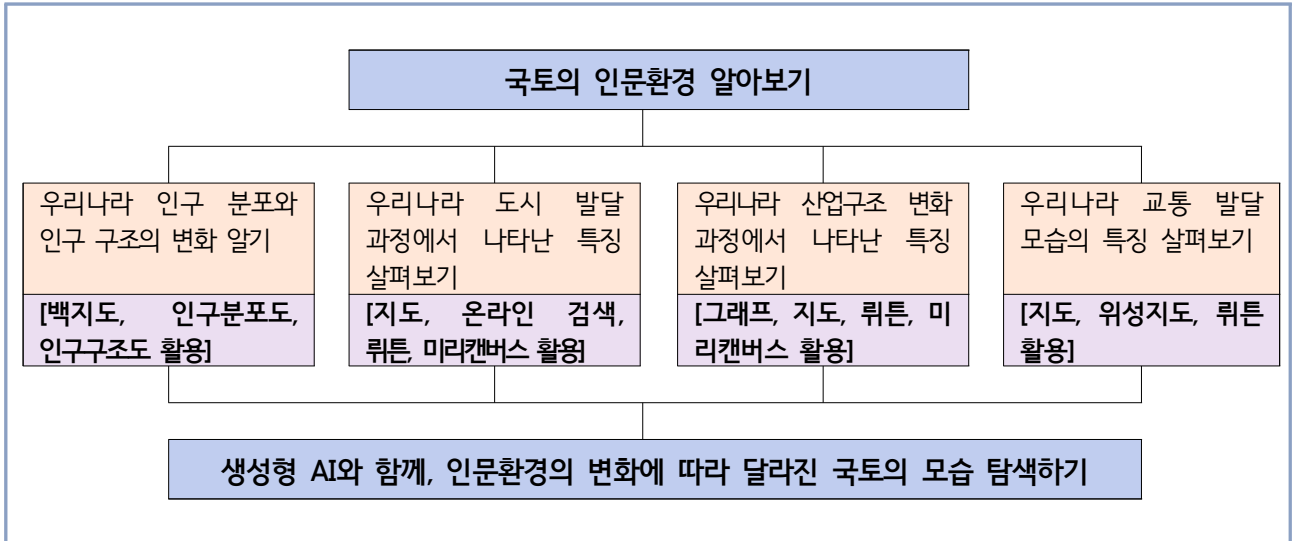 국토의 인문환경 알아보기
우리나라 인구 분포와
인구 구조의 변화 알기
[백지도, 인구분포도,
인구구조도 활용]
우리나라 도시 발달
과정에서 나타난 특징
살펴보기
[지도, 온라인 검색,
뤼튼, 미리캔버스 활용]
우리나라 산업구조 변화
과정에서 나타난 특징
살펴보기
[그래프, 지도, 뤼튼, 미
리캔버스 활용]
우리나라 교통 발달
모습의 특징 살펴보기
[지도, 위성지도, 뤼튼
활용]
생성형 AI와 함께, 인문환경의 변화에 따라 달라진 국토의 모습 탐색하기